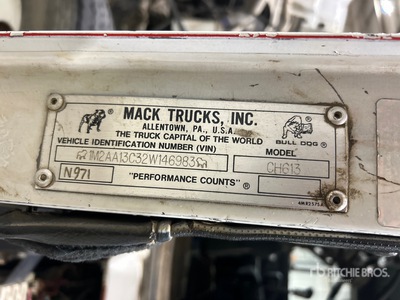 MACK TRUCKS, INC.
ALLENTOWN, PA., U.S.A.
THE TRUCK CAPITAL OF THE WORLD
BULL DOG®
VEHICLE IDENTIFICATION NUMBER (VIN)
MODEL
1M2AA13C32W146983
CH613
N971
"PERFORMANCE COUNTS"®
RITCHIE BROS.